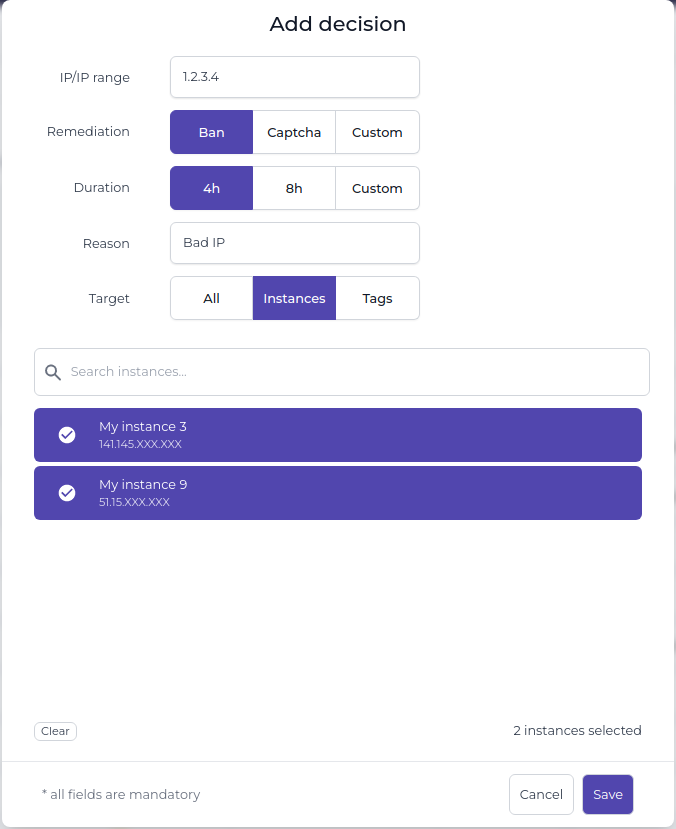 Add decision
IP/IP range 1.2.3.4
Remediation Ban Captcha Custom
Duration 4h 8h Custom
Reason Bad IP
Target All Instances Tags
Search instances...
My instance 3
141.145.XXX.XXX
My instance 9
51.15.XXX.XXX
Clear 2 instances selected
* all fields are mandatory Cancel Save